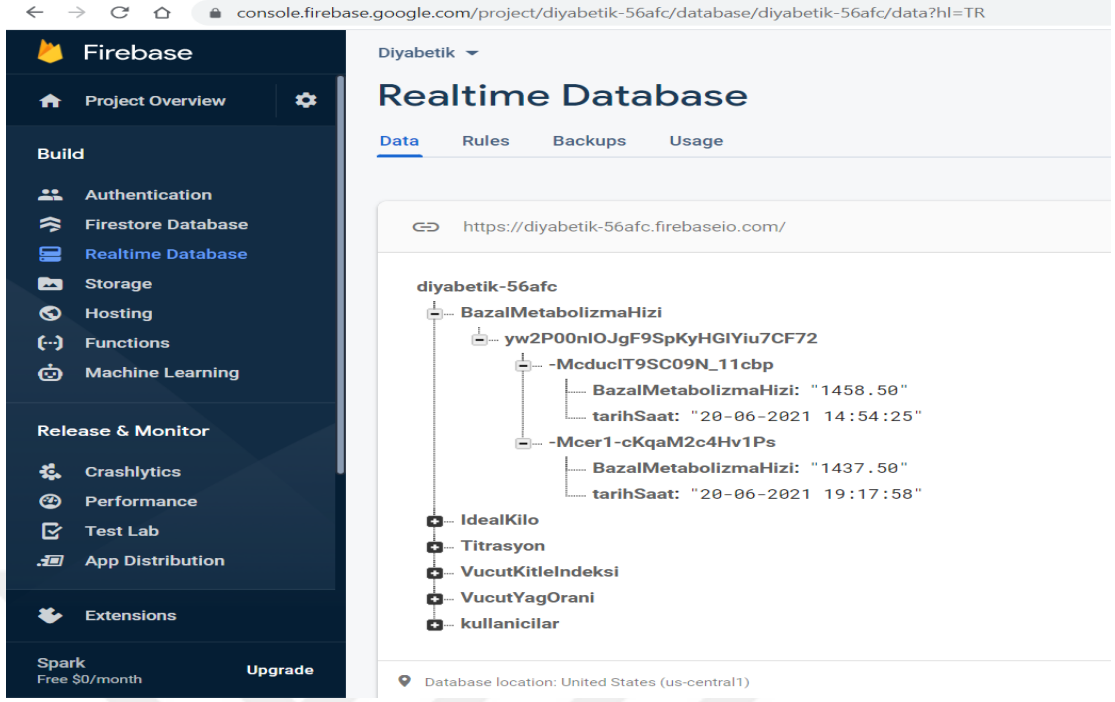 console.firebase.google.com/project/diyabetik-56afc/database/diyabetik-56afc/data?hl=TR
Firebase
Project Overview
Build
Authentication
Firestore Database
Realtime Database
Storage
Hosting
Functions
Machine Learning
Release & Monitor
Crashlytics
Performance
Test Lab
App Distribution
Extensions
Spark
Free $0/month
Upgrade
Diyabetik
Realtime Database
Data Rules Backups Usage
https://diyabetik-56afc.firebaseio.com/
diyabetik-56afc
BazalMetabolizmaHizi
yw2P00nIOJgF9SpKyHGIYiu7CF72
-McducIT9SC09N_11cbp
BazalMetabolizmaHizi: "1458.50"
tarihSaat: "20-06-2021 14:54:25"
-Mcer1-cKqaM2c4Hv1Ps
BazalMetabolizmaHizi: "1437.50"
tarihSaat: "20-06-2021 19:17:58"
IdealKilo
Titrasyon
VucutKitleIndeksi
VucutYagOrani
kullanicilar
Database location: United States (us-central1)